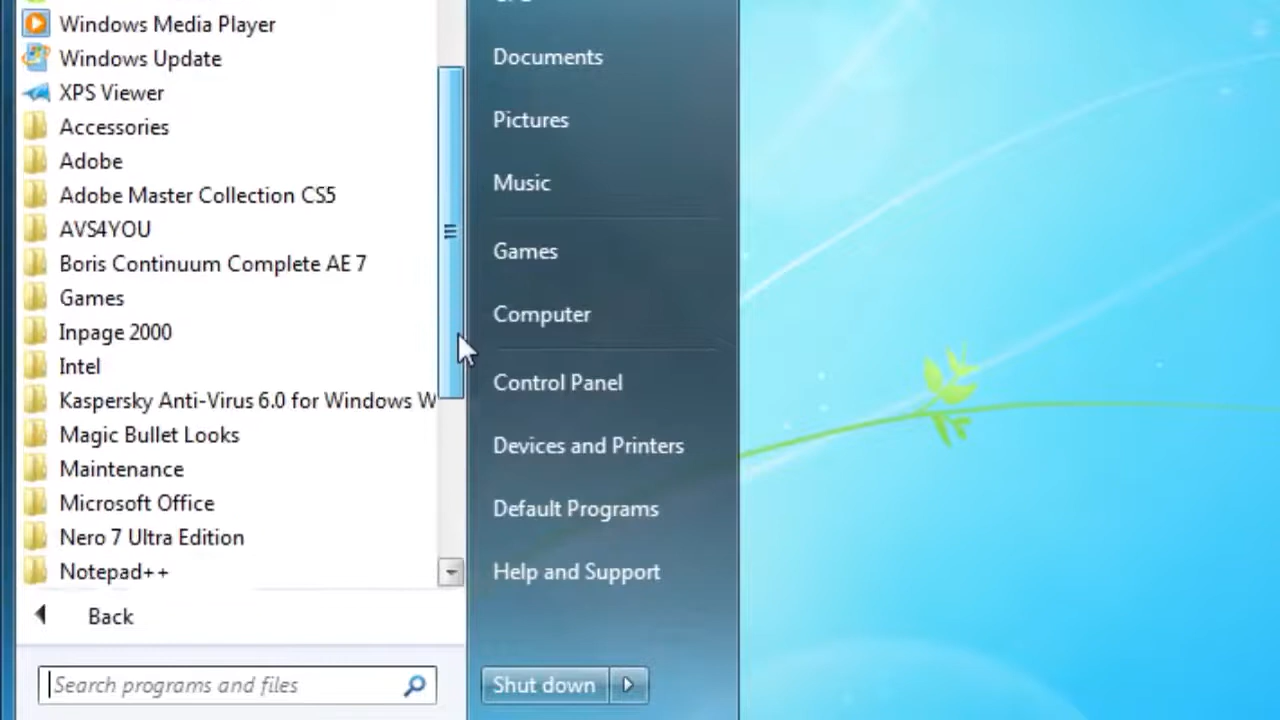 Windows Media Player
Windows Update
XPS Viewer
Accessories
Adobe
Adobe Master Collection CS5
AVS4YOU
Boris Continuum Complete AE 7
Games
Inpage 2000
Intel
Kaspersky Anti-Virus 6.0 for Windows W
Magic Bullet Looks
Maintenance
Microsoft Office
Nero 7 Ultra Edition
Notepad++
Back
Search programs and files
Documents
Pictures
Music
Games
Computer
Control Panel
Devices and Printers
Default Programs
Help and Support
Shut down